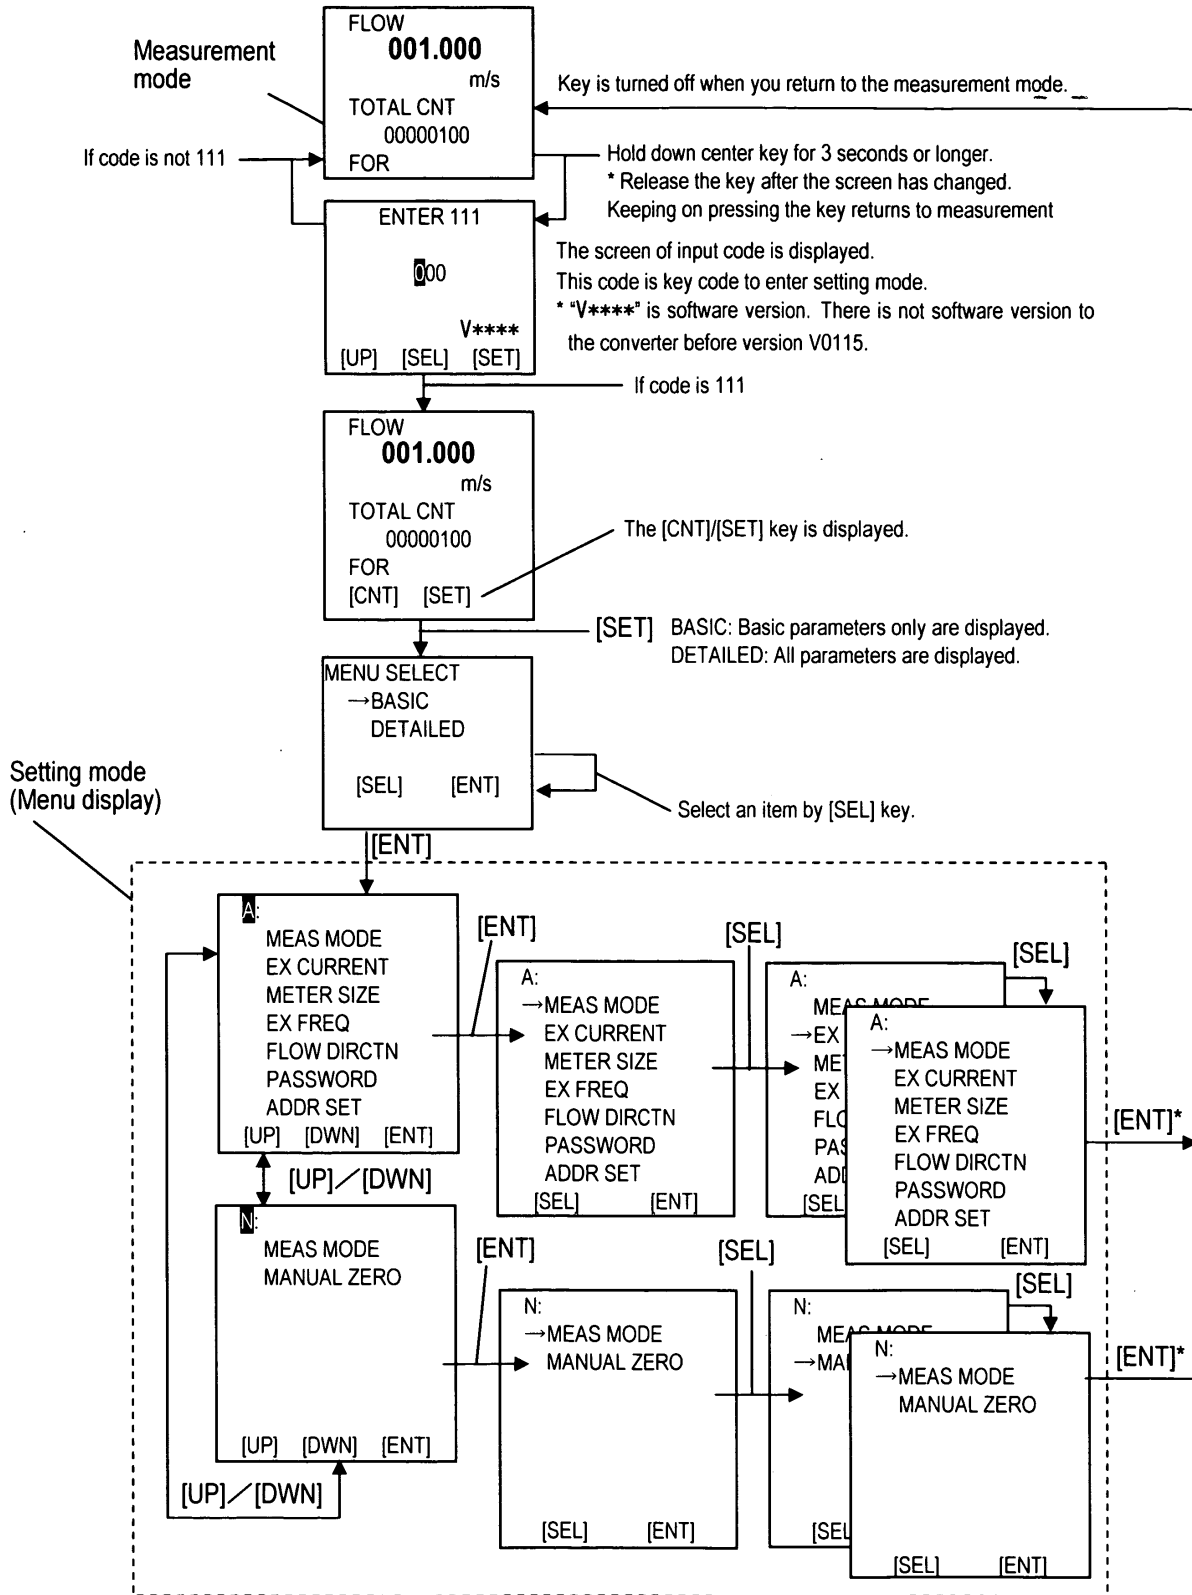 FLOW
001.000
m/s
TOTAL CNT
00000100
FOR
Measurement
mode
Key is turned off when you return to the measurement mode.
If code is not 111
Hold down center key for 3 seconds or longer.
* Release the key after the screen has changed.
Keeping on pressing the key returns to measurement
ENTER 111
000
V****
[UP] [SEL] [SET]
The screen of input code is displayed.
This code is key code to enter setting mode.
* "V****" is software version. There is not software version to
the converter before version V0115.
If code is 111
FLOW
001.000
m/s
TOTAL CNT
00000100
FOR
[CNT] [SET]
The [CNT]/[SET] key is displayed.
[SET] BASIC: Basic parameters only are displayed.
DETAILED: All parameters are displayed.
MENU SELECT
→BASIC
DETAILED
[SEL] [ENT]
Select an item by [SEL] key.
Setting mode
(Menu display)
[ENT]
A:
MEAS MODE
EX CURRENT
METER SIZE
EX FREQ
FLOW DIRCTN
PASSWORD
ADDR SET
[UP] [DWN] [ENT]
[ENT]
A:
→MEAS MODE
EX CURRENT
METER SIZE
EX FREQ
FLOW DIRCTN
PASSWORD
ADDR SET
[SEL] [ENT]
[SEL]
A:
→EX
EX
[SEL
[SEL]
A:
→MEAS MODE
EX CURRENT
METER SIZE
EX FREQ
FLOW DIRCTN
PASSWORD
ADDR SET
[SEL] [ENT]
[ENT]*
[UP]/[DWN]
N:
MEAS MODE
MANUAL ZERO
[UP] [DWN] [ENT]
[UP]/[DWN]
[ENT]
N:
→MEAS MODE
MANUAL ZERO
[SEL] [ENT]
[SEL]
N:
[SEL
[SEL]
N:
→MEAS MODE
MANUAL ZERO
[SEL] [ENT]
[ENT]*